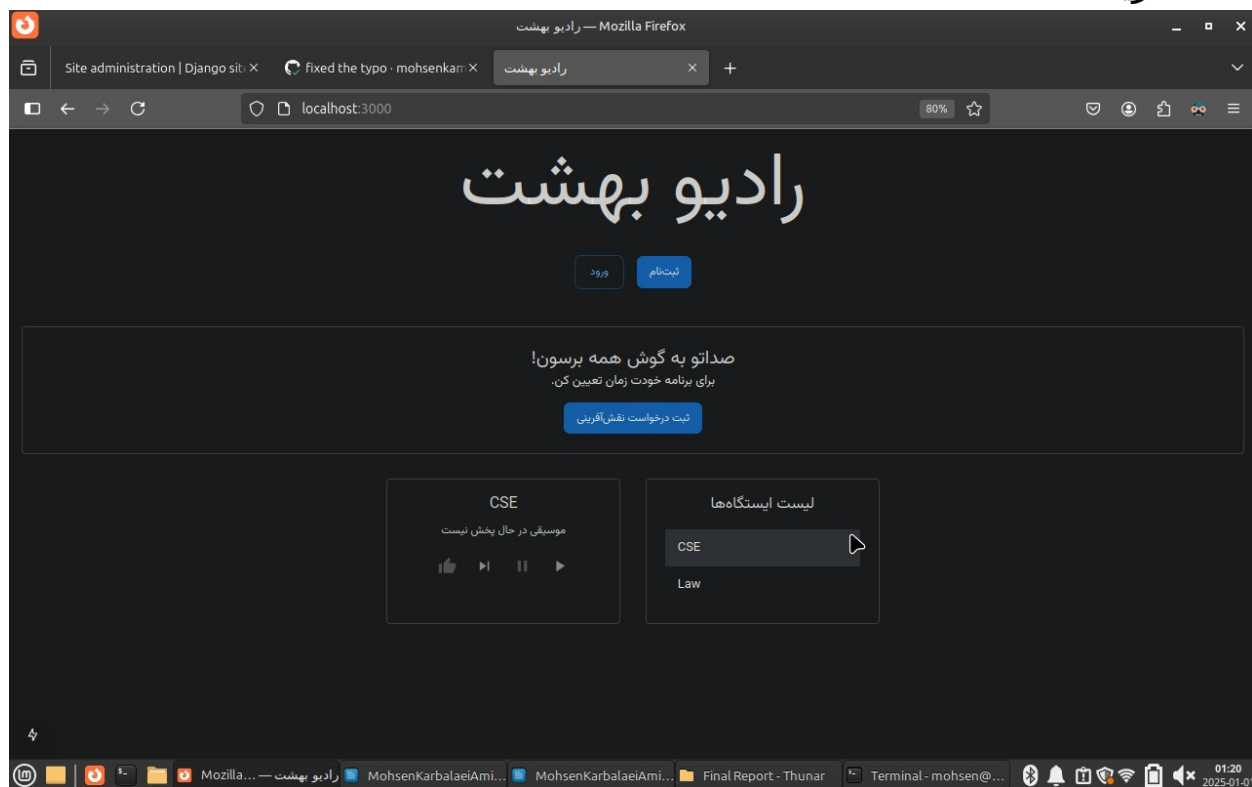 رادیو بهشت — Mozilla Firefox
Site administration | Django sit
fixed the typo · mohsenkam
رادیو بهشت
localhost:3000
80%
رادیو بهشت
ثبت‌نام
ورود
صداتو به گوش همه برسون!
برای برنامه خودت زمان تعیین کن.
ثبت درخواست نقش‌آفرینی
لیست ایستگاه‌ها
CSE
Law
CSE
موسیقی در حال پخش نیست
Mozilla... — رادیو بهشت
MohsenKarbalaeiAmi...
MohsenKarbalaeiAmi...
Final Report - Thunar
Terminal - mohsen@...
01:20
2025-01-01